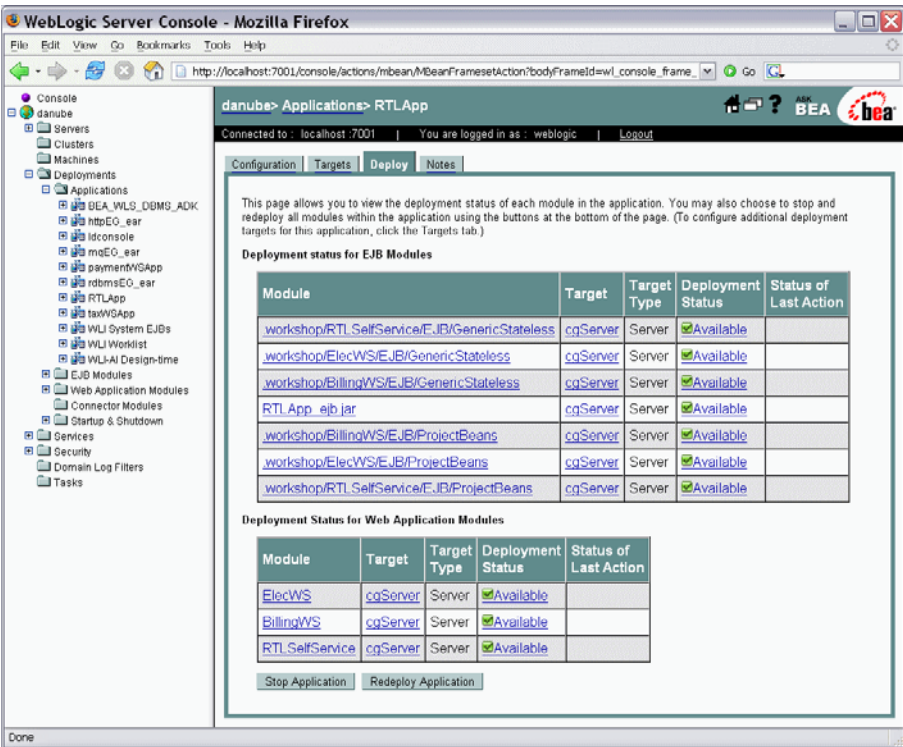 WebLogic Server Console - Mozilla Firefox
File Edit View Go Bookmarks Tools Help
http://localhost:7001/console/actions/mbean/MBeanFramesetAction?bodyFrameId=wl_console_frame_ Go
Console
danube
Servers
Clusters
Machines
Deployments
Applications
BEA_WLS_DBMS_ADK
httpEG_ear
ldconsole
mqEG_ear
paymentWSApp
rdbmsEG_ear
RTLApp
taxWSApp
WLI System EJBs
WLI Worklist
WLI-AI Design-time
EJB Modules
Web Application Modules
Connector Modules
Startup & Shutdown
Services
Security
Domain Log Filters
Tasks
danube> Applications> RTLApp
? ASK BEA bea
Connected to : localhost :7001 | You are logged in as : weblogic | Logout
Configuration Targets Deploy Notes
This page allows you to view the deployment status of each module in the application. You may also choose to stop and
redeploy all modules within the application using the buttons at the bottom of the page. (To configure additional deployment
targets for this application, click the Targets tab.)
Deployment status for EJB Modules
Module Target Target Type Deployment Status Status of Last Action
.workshop/RTLSelfService/EJB/GenericStateless cgServer Server Available
.workshop/ElecWS/EJB/GenericStateless cgServer Server Available
.workshop/BillingWS/EJB/GenericStateless cgServer Server Available
RTLApp_ejb.jar cgServer Server Available
.workshop/BillingWS/EJB/ProjectBeans cgServer Server Available
.workshop/ElecWS/EJB/ProjectBeans cgServer Server Available
.workshop/RTLSelfService/EJB/ProjectBeans cgServer Server Available
Deployment Status for Web Application Modules
Module Target Target Type Deployment Status Status of Last Action
ElecWS cgServer Server Available
BillingWS cgServer Server Available
RTLSelfService cgServer Server Available
Stop Application Redeploy Application
Done